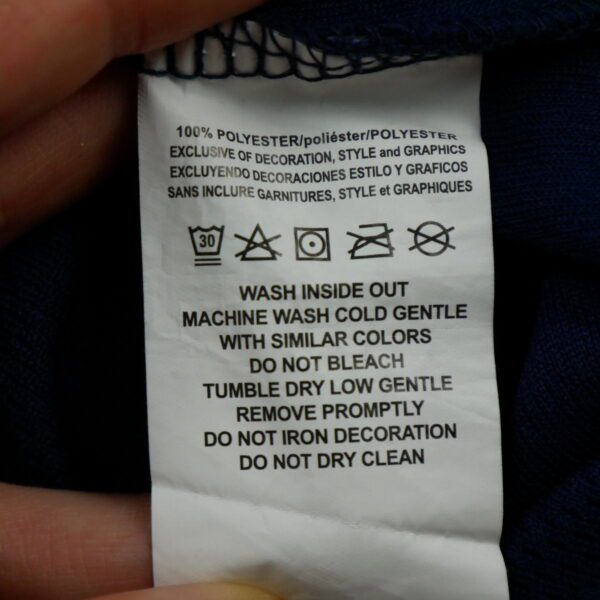 100% POLYESTER/poliéster/POLYESTER
EXCLUSIVE OF DECORATION, STYLE and GRAPHICS
EXCLUYENDO DECORACIONES ESTILO Y GRAFICOS
SANS INCLURE GARNITURES, STYLE et GRAPHIQUES
30
WASH INSIDE OUT
MACHINE WASH COLD GENTLE
WITH SIMILAR COLORS
DO NOT BLEACH
TUMBLE DRY LOW GENTLE
REMOVE PROMPTLY
DO NOT IRON DECORATION
DO NOT DRY CLEAN